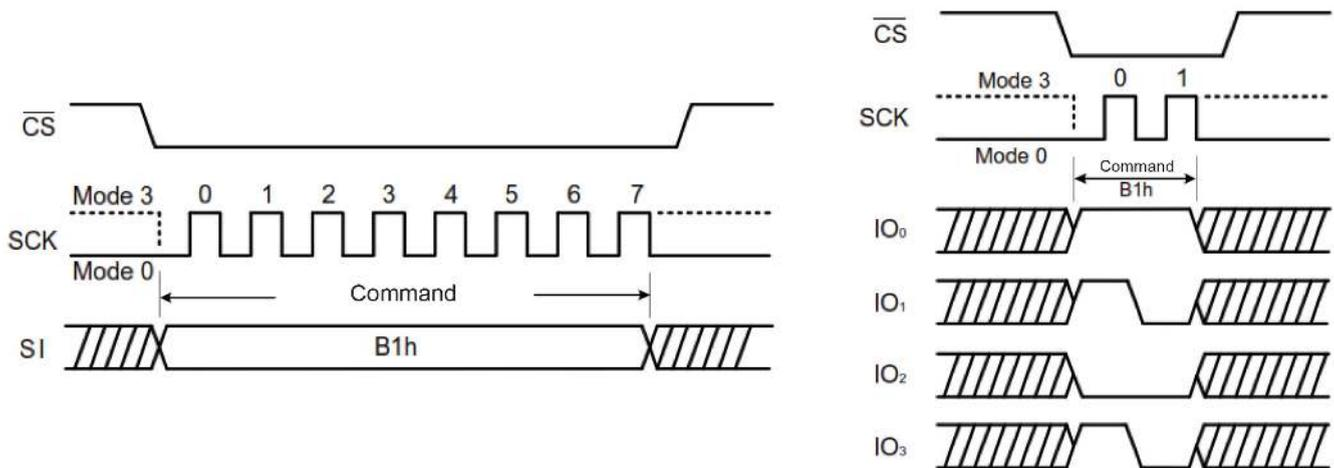 CS
Mode 3 0 1 2 3 4 5 6 7
SCK
Mode 0
Command
SI B1h
CS
Mode 3 0 1
SCK
Mode 0
Command
B1h
IO₀
IO₁
IO₂
IO₃